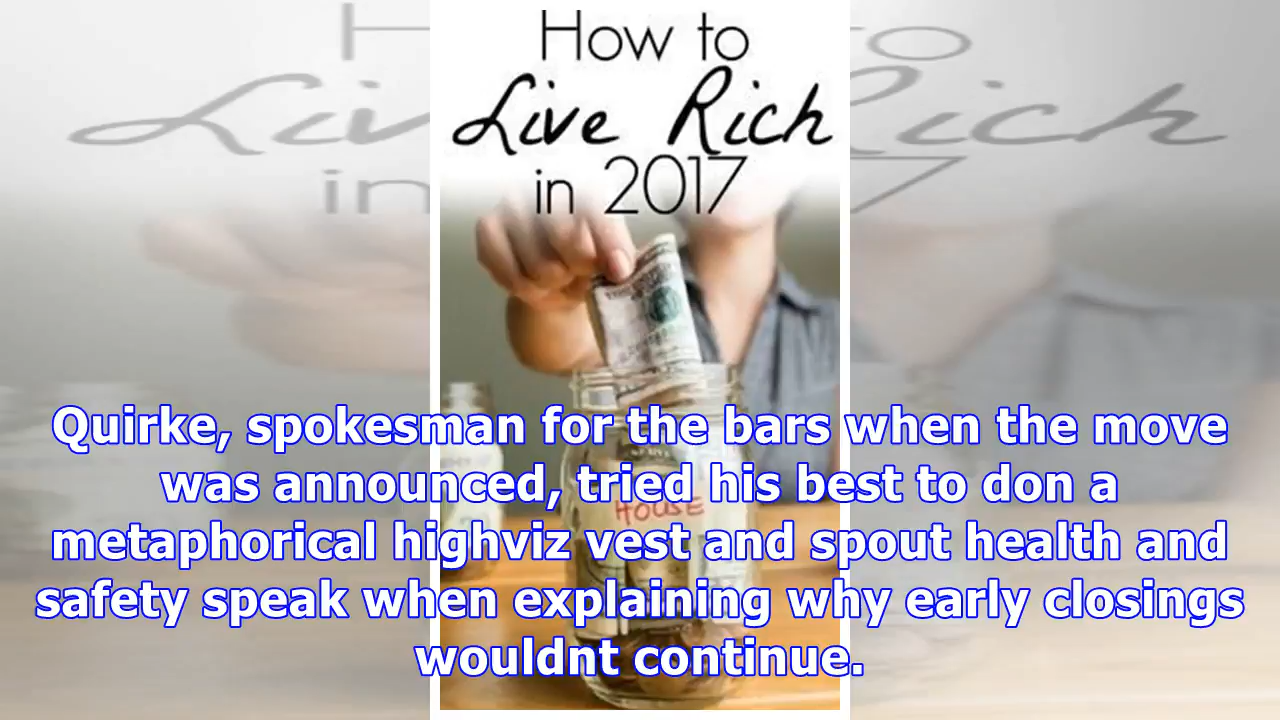 How to
Live Rich
in 2017
Quirke, spokesman for the bars when the move
was announced, tried his best to don a
metaphorical highviz vest and spout health and
safety speak when explaining why early closings
wouldnt continue.
HOUSE